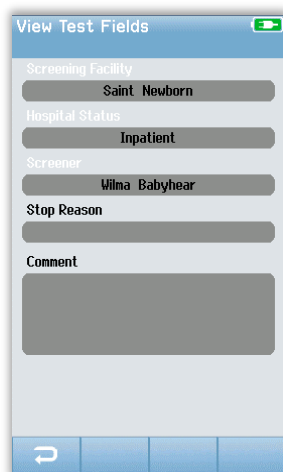 View Test Fields
Screening Facility
Saint Newborn
Hospital Status
Inpatient
Screener
Wilma Babyhear
Stop Reason
Comment